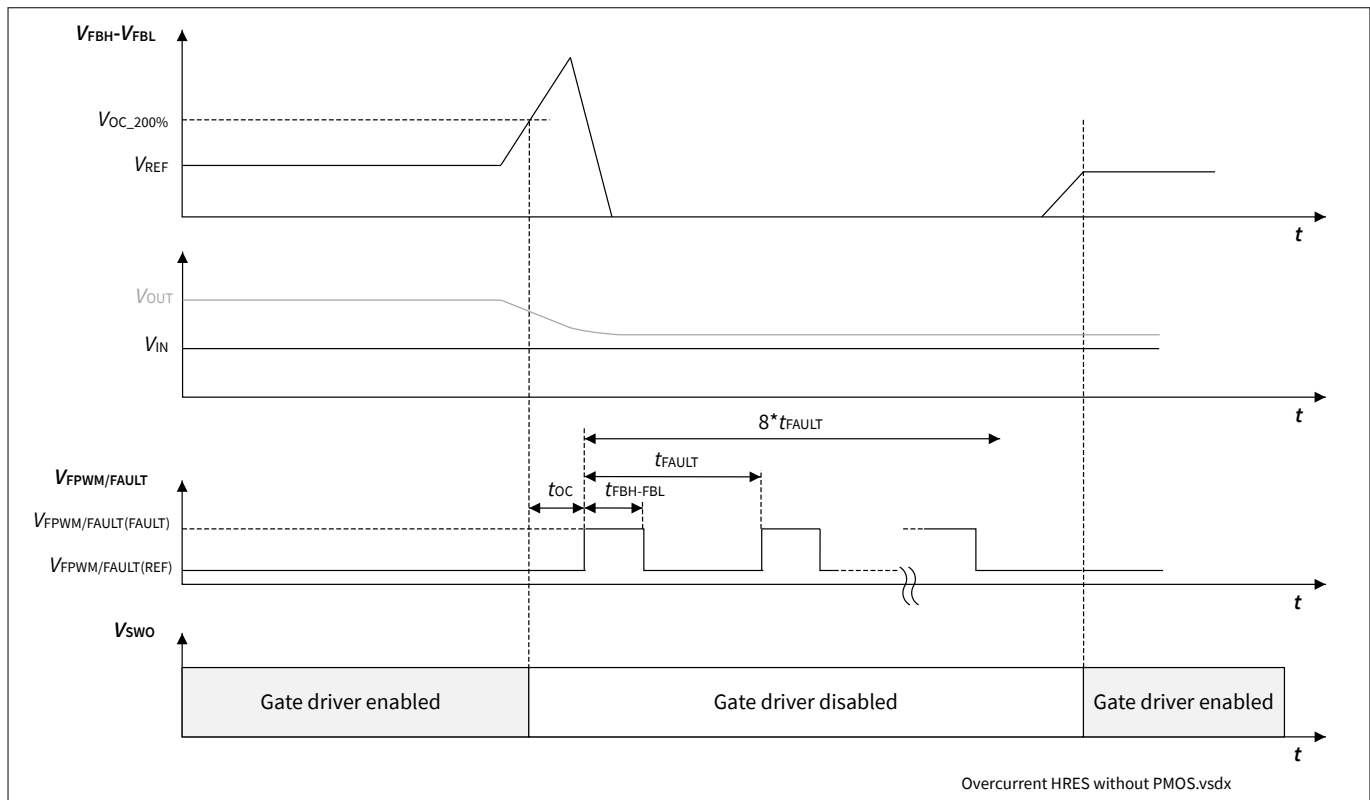 VFBH-VFBL
VOC_200%
VREF
t
VOUT
VIN
t
8*tFAULT
tFAULT
VFPWM/FAULT
tOC
tFBH-FBL
VFPWM/FAULT(FAULT)
VFPWM/FAULT(REF)
t
VSWO
Gate driver enabled
Gate driver disabled
Gate driver enabled
t
Overcurrent HRES without PMOS.vsdx